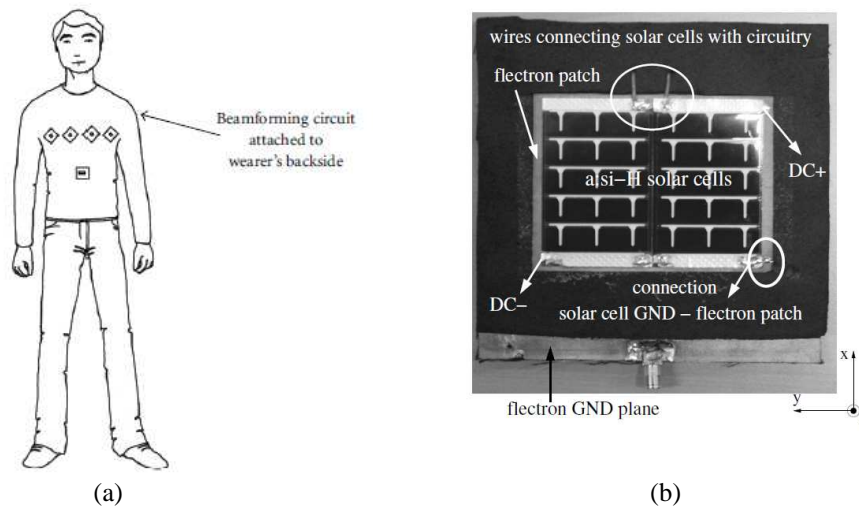 Beamforming circuit
attached to
wearer's backside
(a)
wires connecting solar cells with circuitry
flectron patch
a:si–H solar cells
DC+
DC–
connection
solar cell GND – flectron patch
flectron GND plane
x
y
(b)